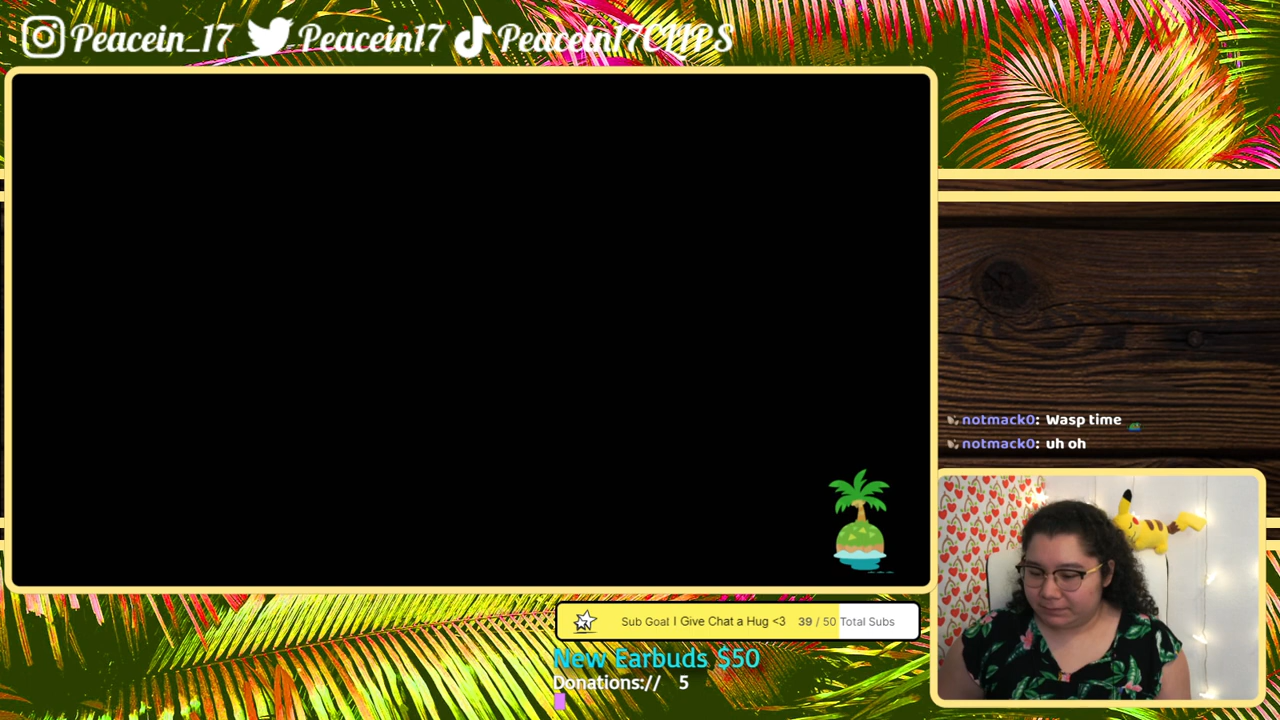 Peacein_17 Peacein17 Peacein17CLIPS
notmack0: Wasp time
notmack0: uh oh
Sub Goal I Give Chat a Hug <3 39 / 50 Total Subs
New Earbuds $50
Donations:// 5